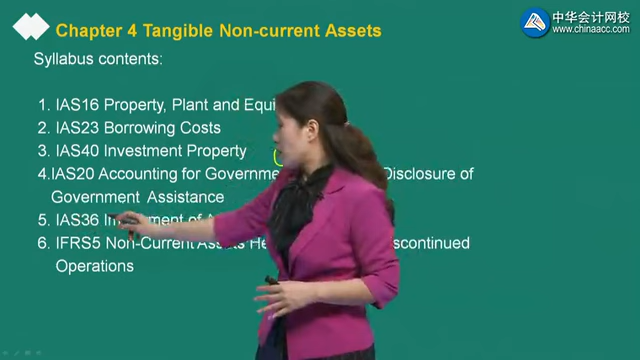 Chapter 4 Tangible Non-current Assets
中华会计网校
www.chinaacc.com
Syllabus contents:
1. IAS16 Property, Plant and Equi
2. IAS23 Borrowing Costs
3. IAS40 Investment Property
4.IAS20 Accounting for Governme Disclosure of
Government Assistance
5. IAS36 of
6. IFRS5 Non-Current Assets He iscontinued
Operations